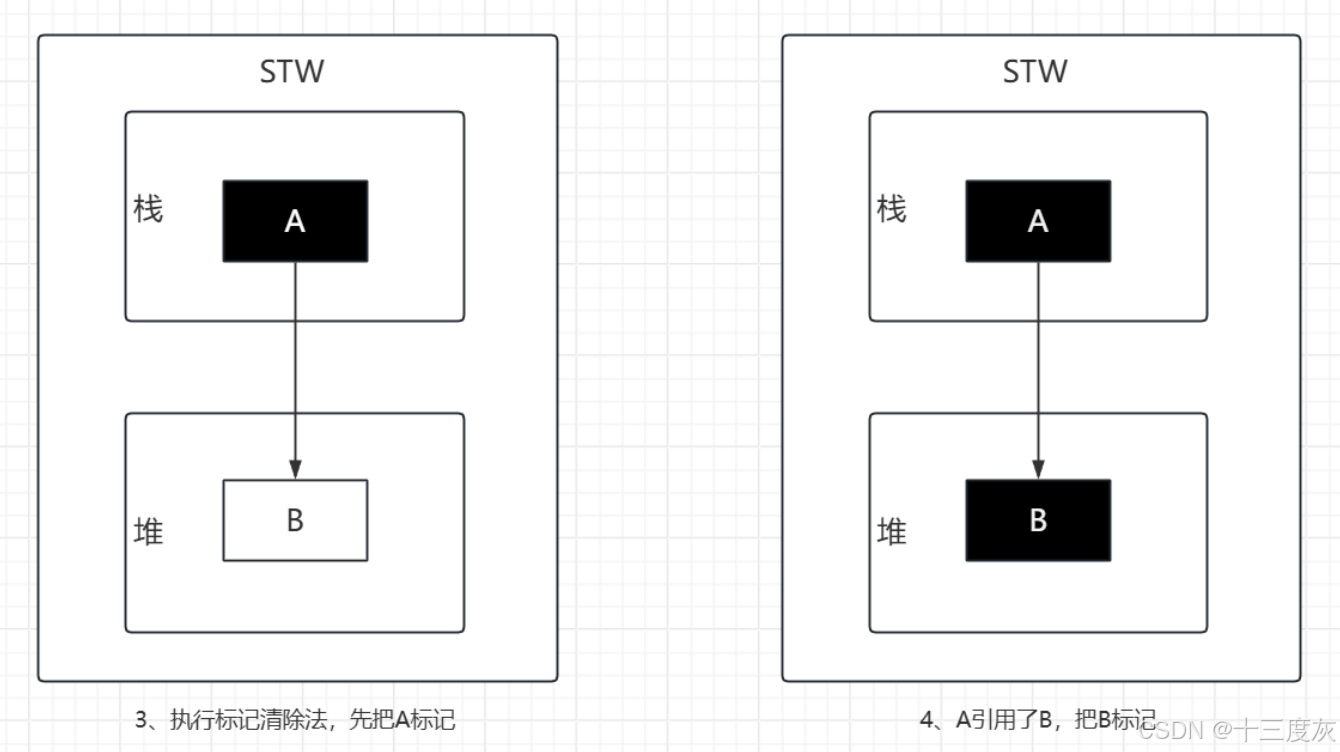 STW
栈
A
堆
B
3、执行标记清除法，先把A标记
STW
栈
A
堆
B
4、A引用了B，把B标记
CSDN @十三度灰